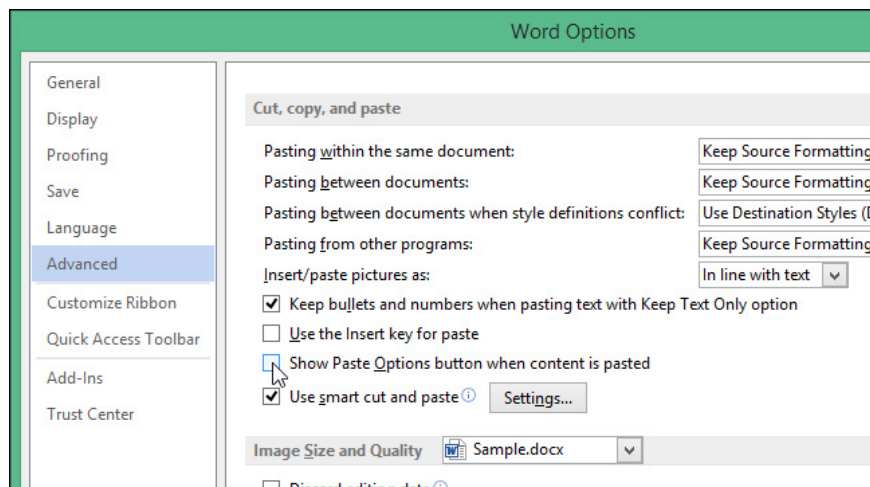 Word Options
General
Display
Proofing
Save
Language
Advanced
Customize Ribbon
Quick Access Toolbar
Add-Ins
Trust Center
Cut, copy, and paste
Pasting within the same document: Keep Source Formatting
Pasting between documents: Keep Source Formatting
Pasting between documents when style definitions conflict: Use Destination Styles (
Pasting from other programs: Keep Source Formatting
Insert/paste pictures as: In line with text
Keep bullets and numbers when pasting text with Keep Text Only option
Use the Insert key for paste
Show Paste Options button when content is pasted
Use smart cut and paste Settings...
Image Size and Quality Sample.docx
Discard editing data